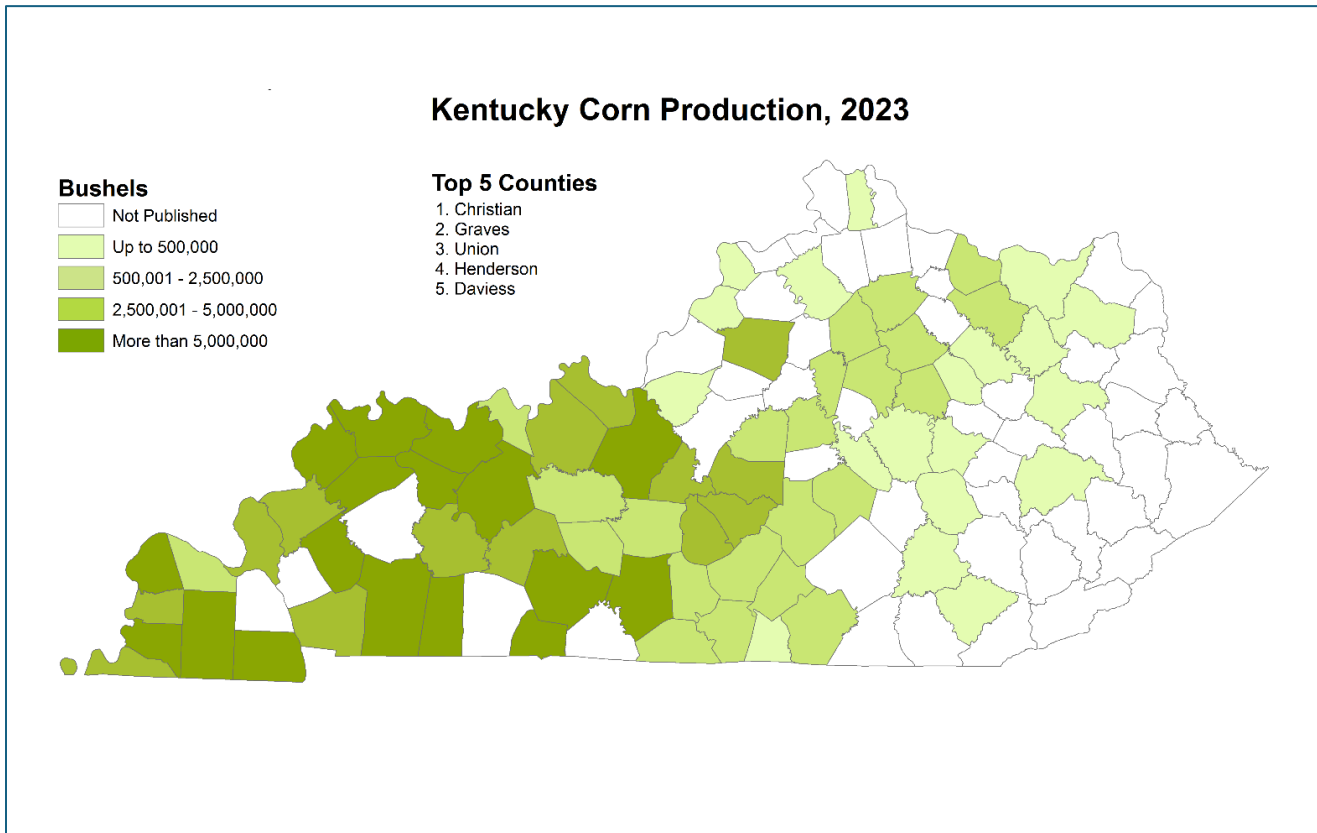 Kentucky Corn Production, 2023
Bushels
Not Published
Up to 500,000
500,001 - 2,500,000
2,500,001 - 5,000,000
More than 5,000,000
Top 5 Counties
1. Christian
2. Graves
3. Union
4. Henderson
5. Daviess